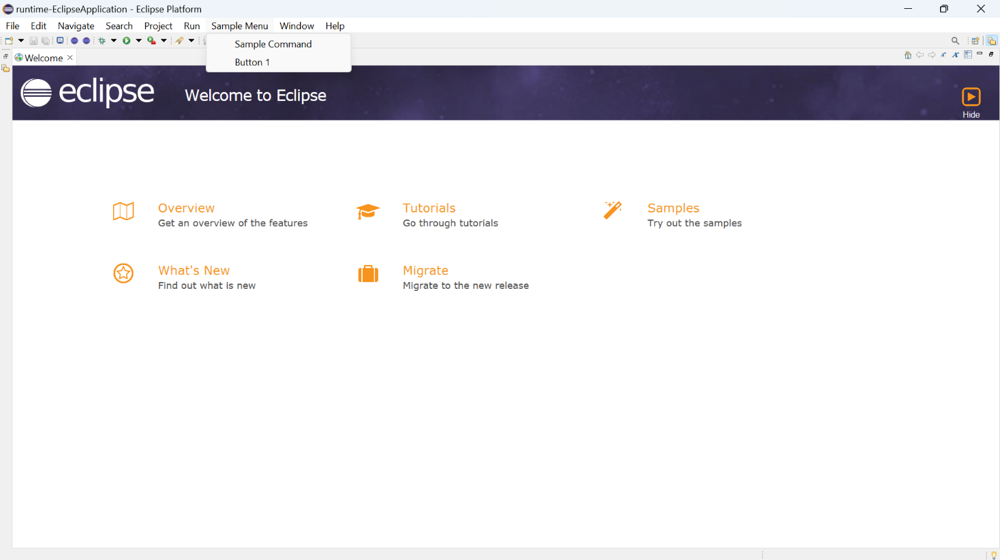 runtime-EclipseApplication - Eclipse Platform
File Edit Navigate Search Project Run Sample Menu Window Help
Sample Command
Button 1
Welcome
eclipse
Welcome to Eclipse
Hide
Overview
Get an overview of the features
Tutorials
Go through tutorials
Samples
Try out the samples
What's New
Find out what is new
Migrate
Migrate to the new release